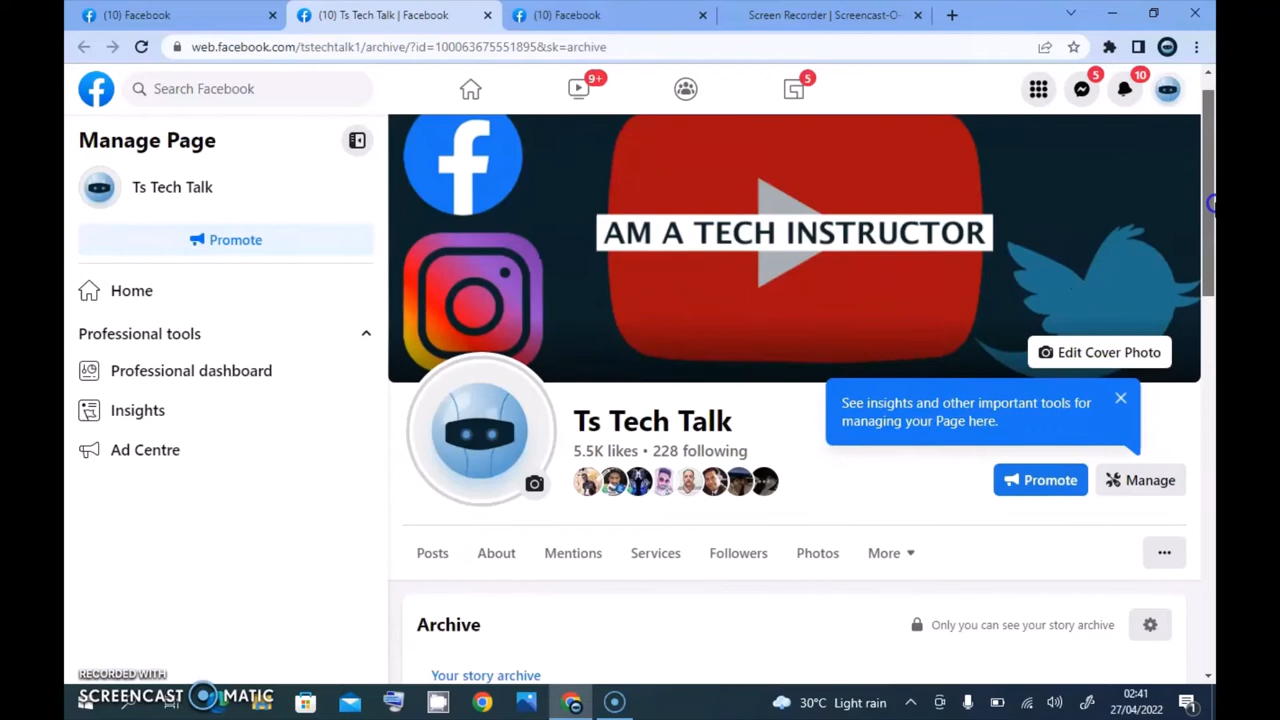 (10) Facebook
(10) Ts Tech Talk | Facebook
(10) Facebook
Screen Recorder | Screencast-O-
web.facebook.com/tstechtalk1/archive/?id=100063675551895&sk=archive
Search Facebook
9+
5
5
10
Manage Page
Ts Tech Talk
Promote
Home
Professional tools
Professional dashboard
Insights
Ad Centre
AM A TECH INSTRUCTOR
Edit Cover Photo
Ts Tech Talk
5.5K likes • 228 following
See insights and other important tools for
managing your Page here.
Promote
Manage
Posts
About
Mentions
Services
Followers
Photos
More
Archive
Only you can see your story archive
Your story archive
RECORDED WITH
SCREENCAST MATIC
30°C Light rain
02:41
27/04/2022
1